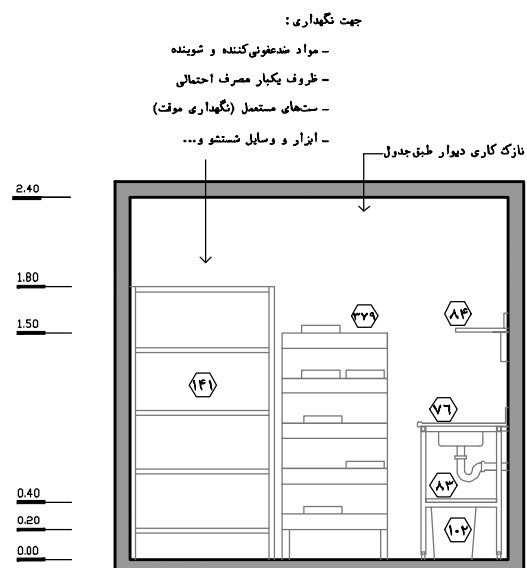 جهت نگهداری :
- مواد ضدعفونی‌کننده و شوینده
- ظروف یکبار مصرف احتمالی
- ست‌های مستعمل (نگهداری موقت)
- ابزار و وسایل شستشو و...
نازک کاری دیوار طبق‌جدول
2.40
1.80
1.50
0.40
0.20
0.00
۸۴
۳۷۹
۱۴۱
۷۶
۸۳
۱۰۲